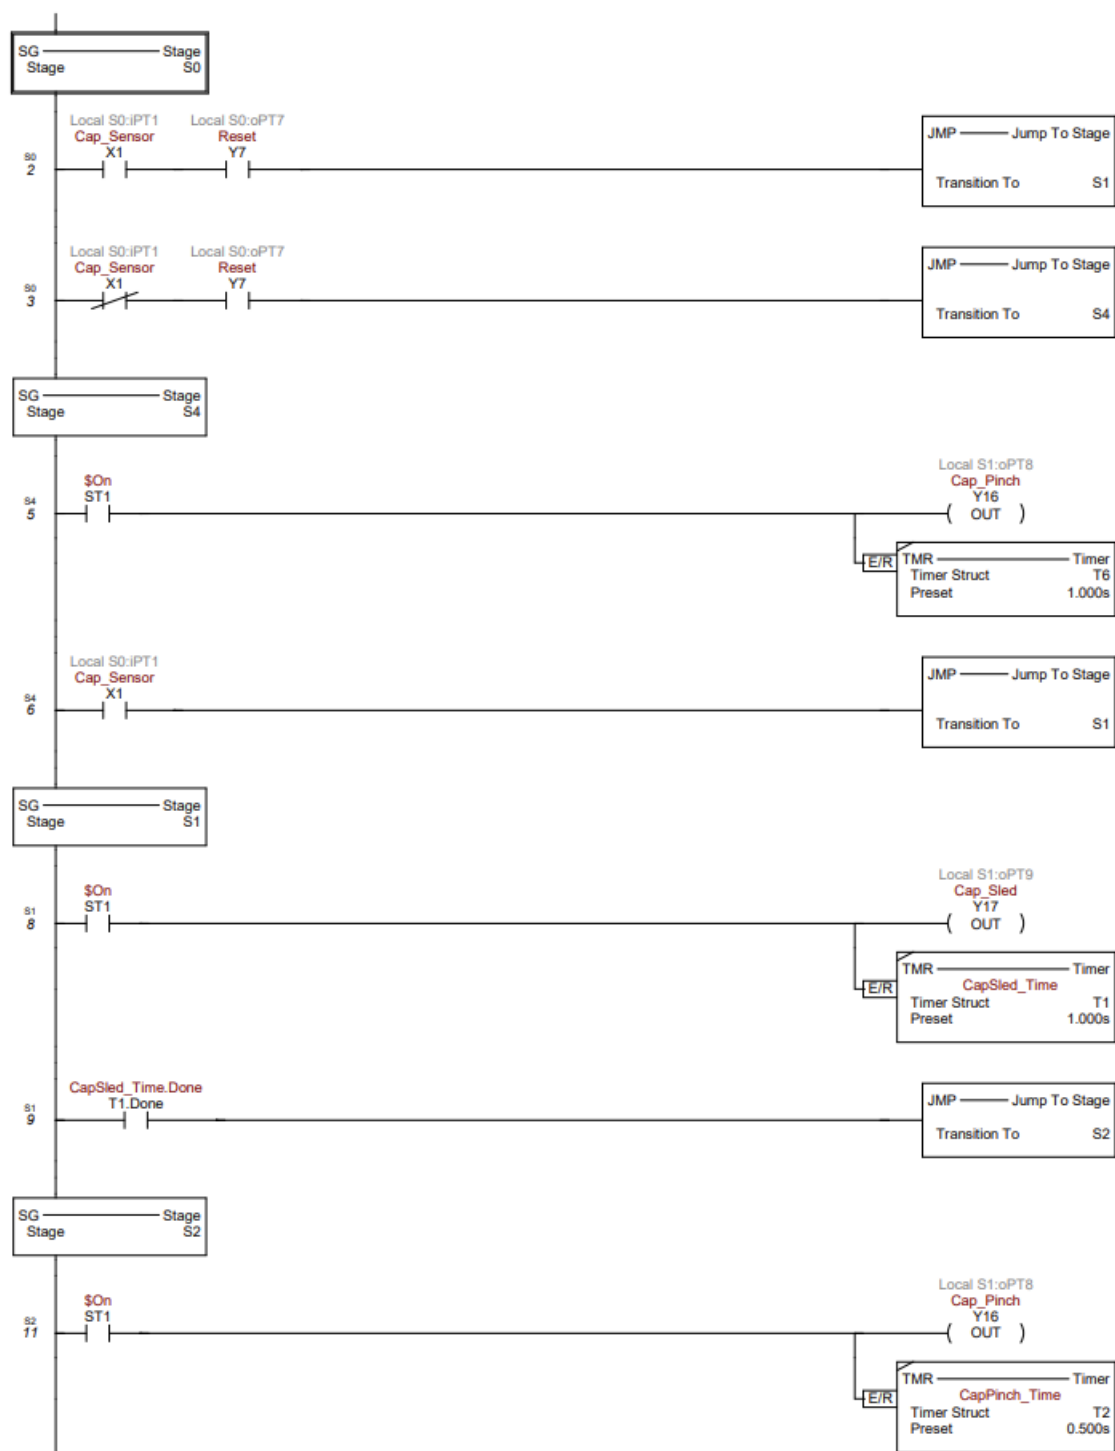 SG Stage
Stage S0
Local S0:iPT1 Local S0:oPT7
Cap_Sensor Reset
X1 Y7
S0
2
JMP Jump To Stage
Transition To S1
Local S0:iPT1 Local S0:oPT7
Cap_Sensor Reset
X1 Y7
S0
3
JMP Jump To Stage
Transition To S4
SG Stage
Stage S4
$On
ST1
S4
5
Local S1:oPT8
Cap_Pinch
Y16
( OUT )
E/R
TMR Timer
Timer Struct T6
Preset 1.000s
Local S0:iPT1
Cap_Sensor
X1
S4
6
JMP Jump To Stage
Transition To S1
SG Stage
Stage S1
$On
ST1
S1
8
Local S1:oPT9
Cap_Sled
Y17
( OUT )
E/R
TMR Timer
CapSled_Time
Timer Struct T1
Preset 1.000s
CapSled_Time.Done
T1.Done
S1
9
JMP Jump To Stage
Transition To S2
SG Stage
Stage S2
$On
ST1
S2
11
Local S1:oPT8
Cap_Pinch
Y16
( OUT )
E/R
TMR Timer
CapPinch_Time
Timer Struct T2
Preset 0.500s